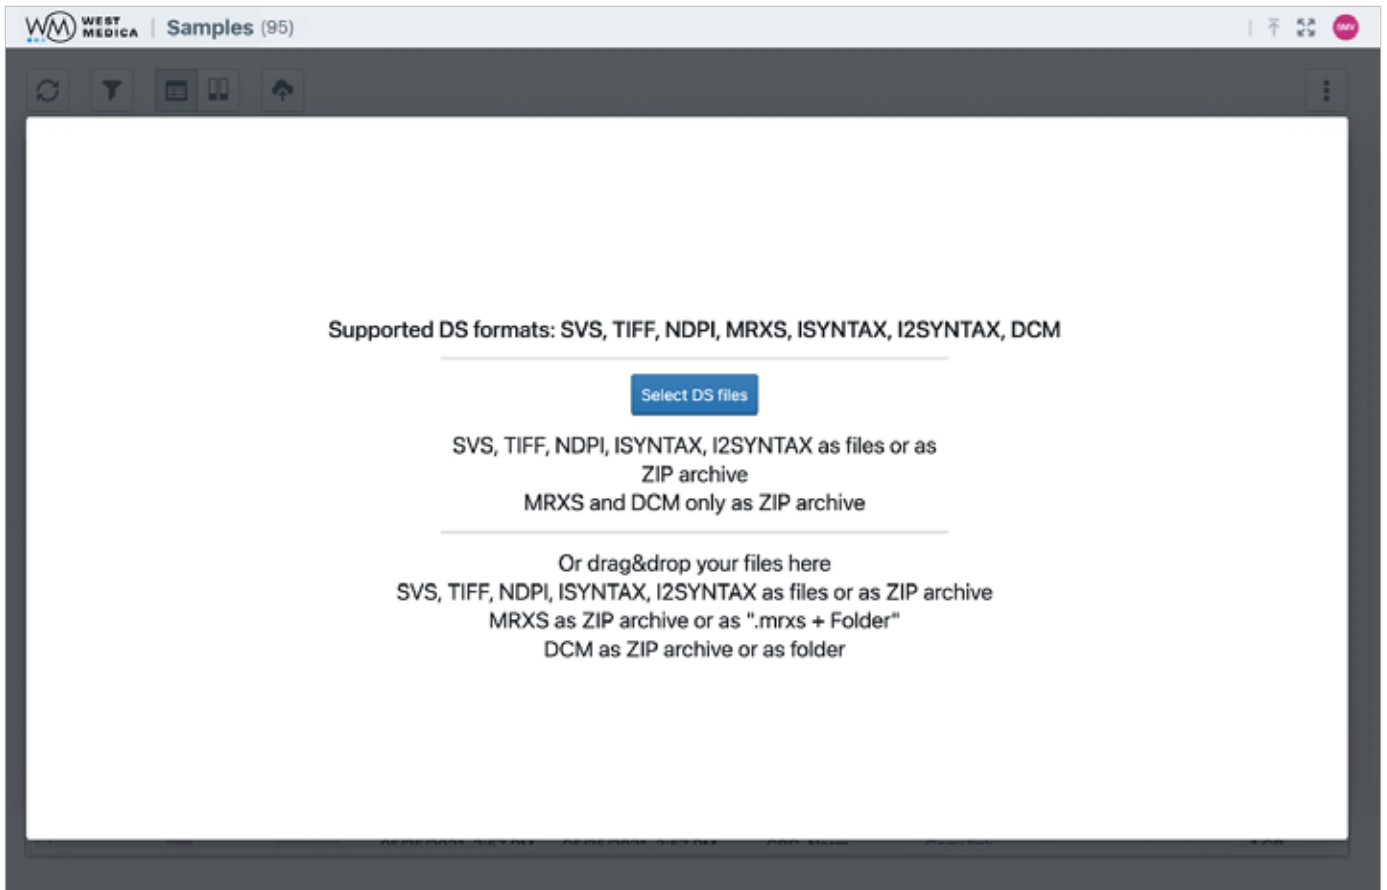 WM WEST MEDICA | Samples (95)
SMV
Supported DS formats: SVS, TIFF, NDPI, MRXS, ISYNTAX, I2SYNTAX, DCM
Select DS files
SVS, TIFF, NDPI, ISYNTAX, I2SYNTAX as files or as
ZIP archive
MRXS and DCM only as ZIP archive
Or drag&drop your files here
SVS, TIFF, NDPI, ISYNTAX, I2SYNTAX as files or as ZIP archive
MRXS as ZIP archive or as ".mrxs + Folder"
DCM as ZIP archive or as folder